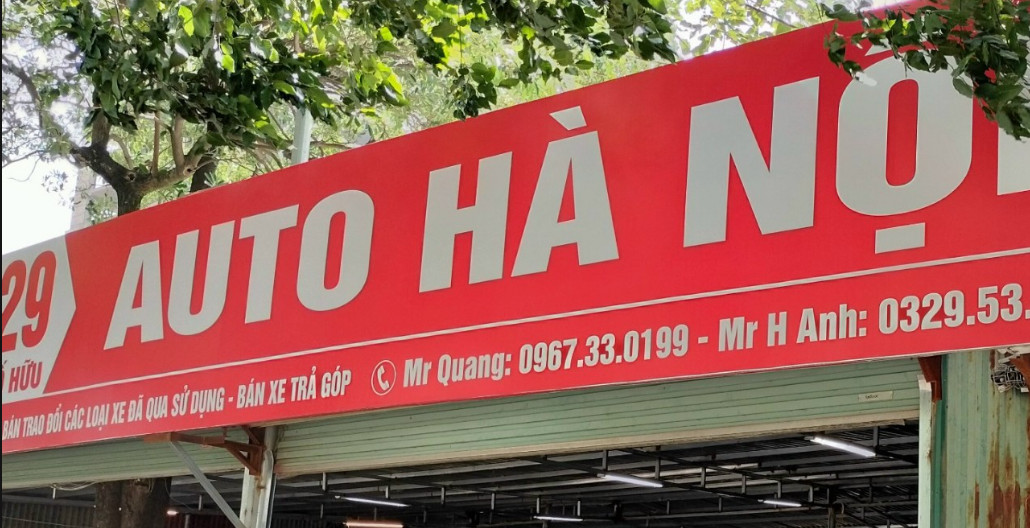 29
HỮU
AUTO HÀ NỘI
BÁN TRAO ĐỔI CÁC LOẠI XE ĐÃ QUA SỬ DỤNG - BÁN XE TRẢ GÓP
Mr Quang: 0967.33.0199 - Mr H Anh: 0329.53.